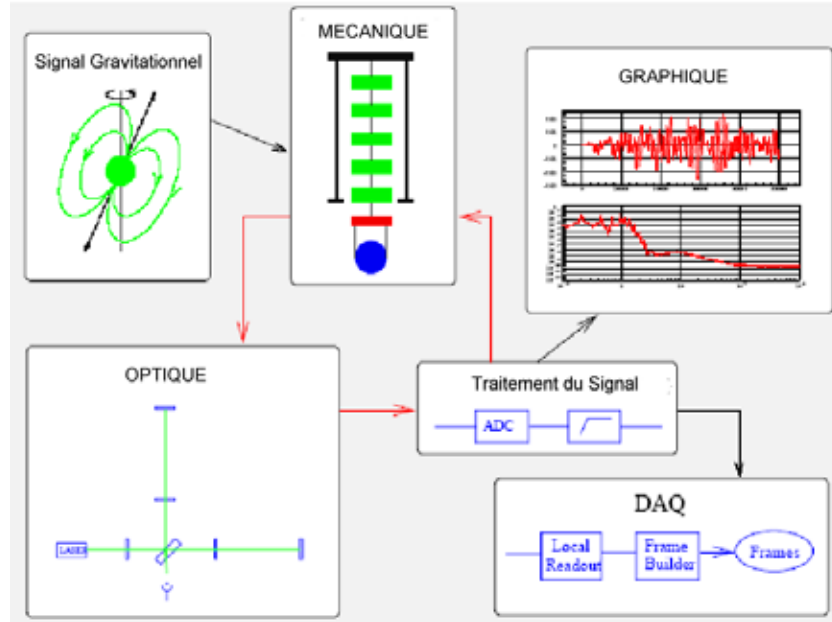 Signal Gravitationnel
MECANIQUE
GRAPHIQUE
OPTIQUE
LASER
Traitement du Signal
ADC
DAQ
Local
Readout
Frame
Builder
Frames